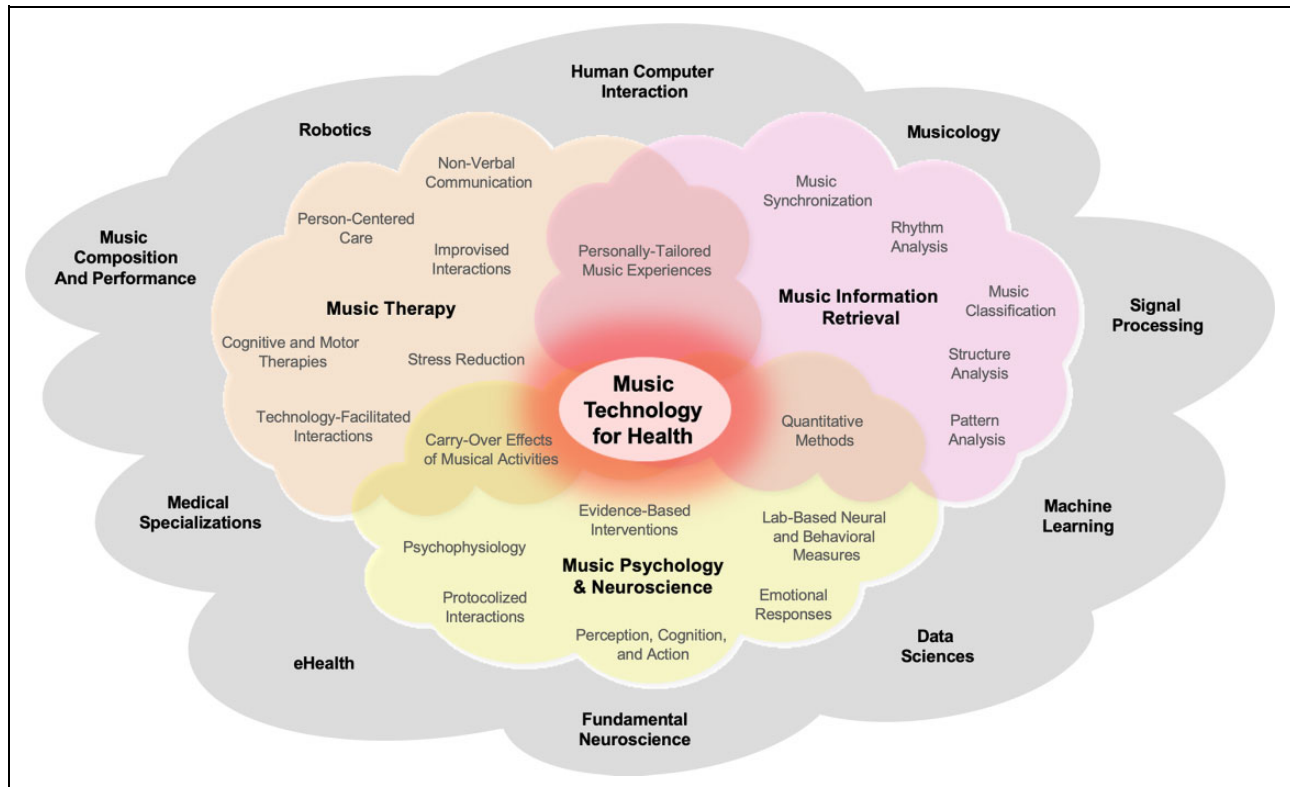 Human Computer
Interaction
Robotics
Musicology
Music
Composition
And Performance
Signal
Processing
Medical
Specializations
Machine
Learning
eHealth
Data
Sciences
Fundamental
Neuroscience
Non-Verbal
Communication
Person-Centered
Care
Improvised
Interactions
Music Therapy
Cognitive and Motor
Therapies
Stress Reduction
Technology-Facilitated
Interactions
Carry-Over Effects
of Musical Activities
Personally-Tailored
Music Experiences
Music
Synchronization
Rhythm
Analysis
Music Information
Retrieval
Music
Classification
Structure
Analysis
Pattern
Analysis
Quantitative
Methods
Music
Technology
for Health
Evidence-Based
Interventions
Lab-Based Neural
and Behavioral
Measures
Psychophysiology
Music Psychology
& Neuroscience
Protocolized
Interactions
Emotional
Responses
Perception, Cognition,
and Action